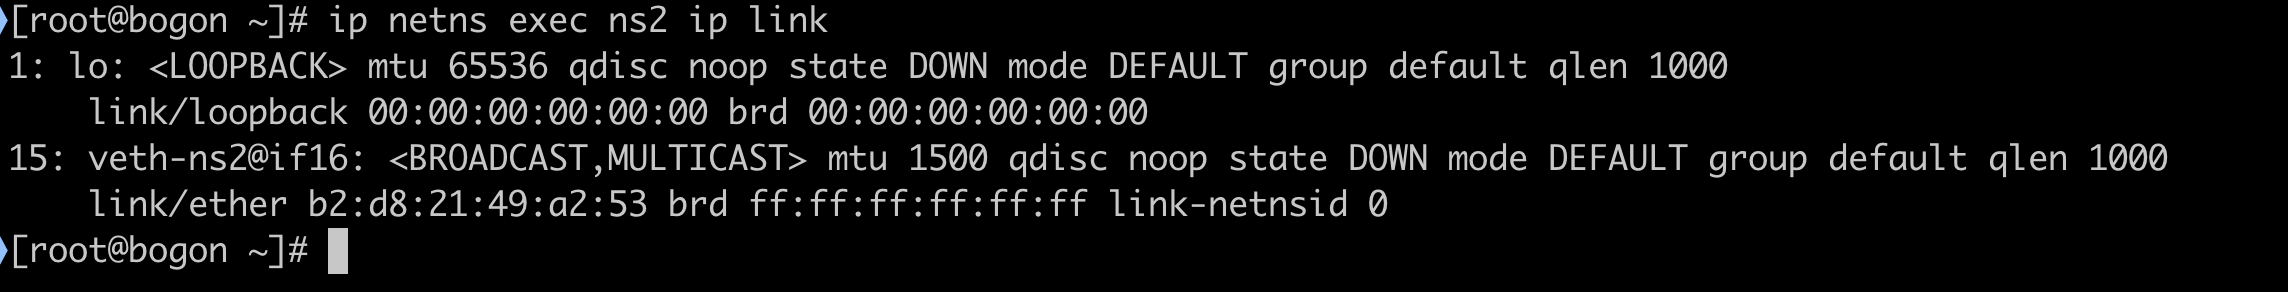 [root@bogon ~]# ip netns exec ns2 ip link
1: lo: <LOOPBACK> mtu 65536 qdisc noop state DOWN mode DEFAULT group default qlen 1000
    link/loopback 00:00:00:00:00:00 brd 00:00:00:00:00:00
15: veth-ns2@if16: <BROADCAST,MULTICAST> mtu 1500 qdisc noop state DOWN mode DEFAULT group default qlen 1000
    link/ether b2:d8:21:49:a2:53 brd ff:ff:ff:ff:ff:ff link-netnsid 0
[root@bogon ~]#